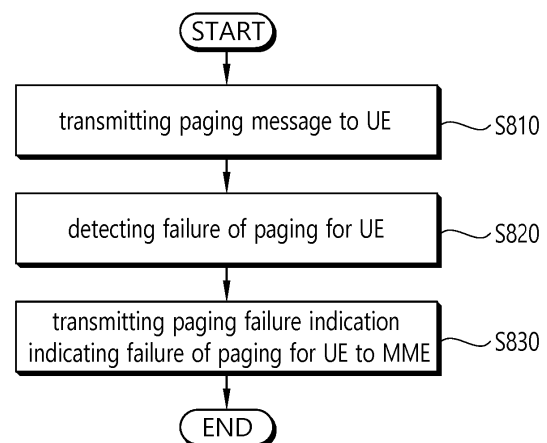 START
transmitting paging message to UE
S810
detecting failure of paging for UE
S820
transmitting paging failure indication
indicating failure of paging for UE to MME
S830
END